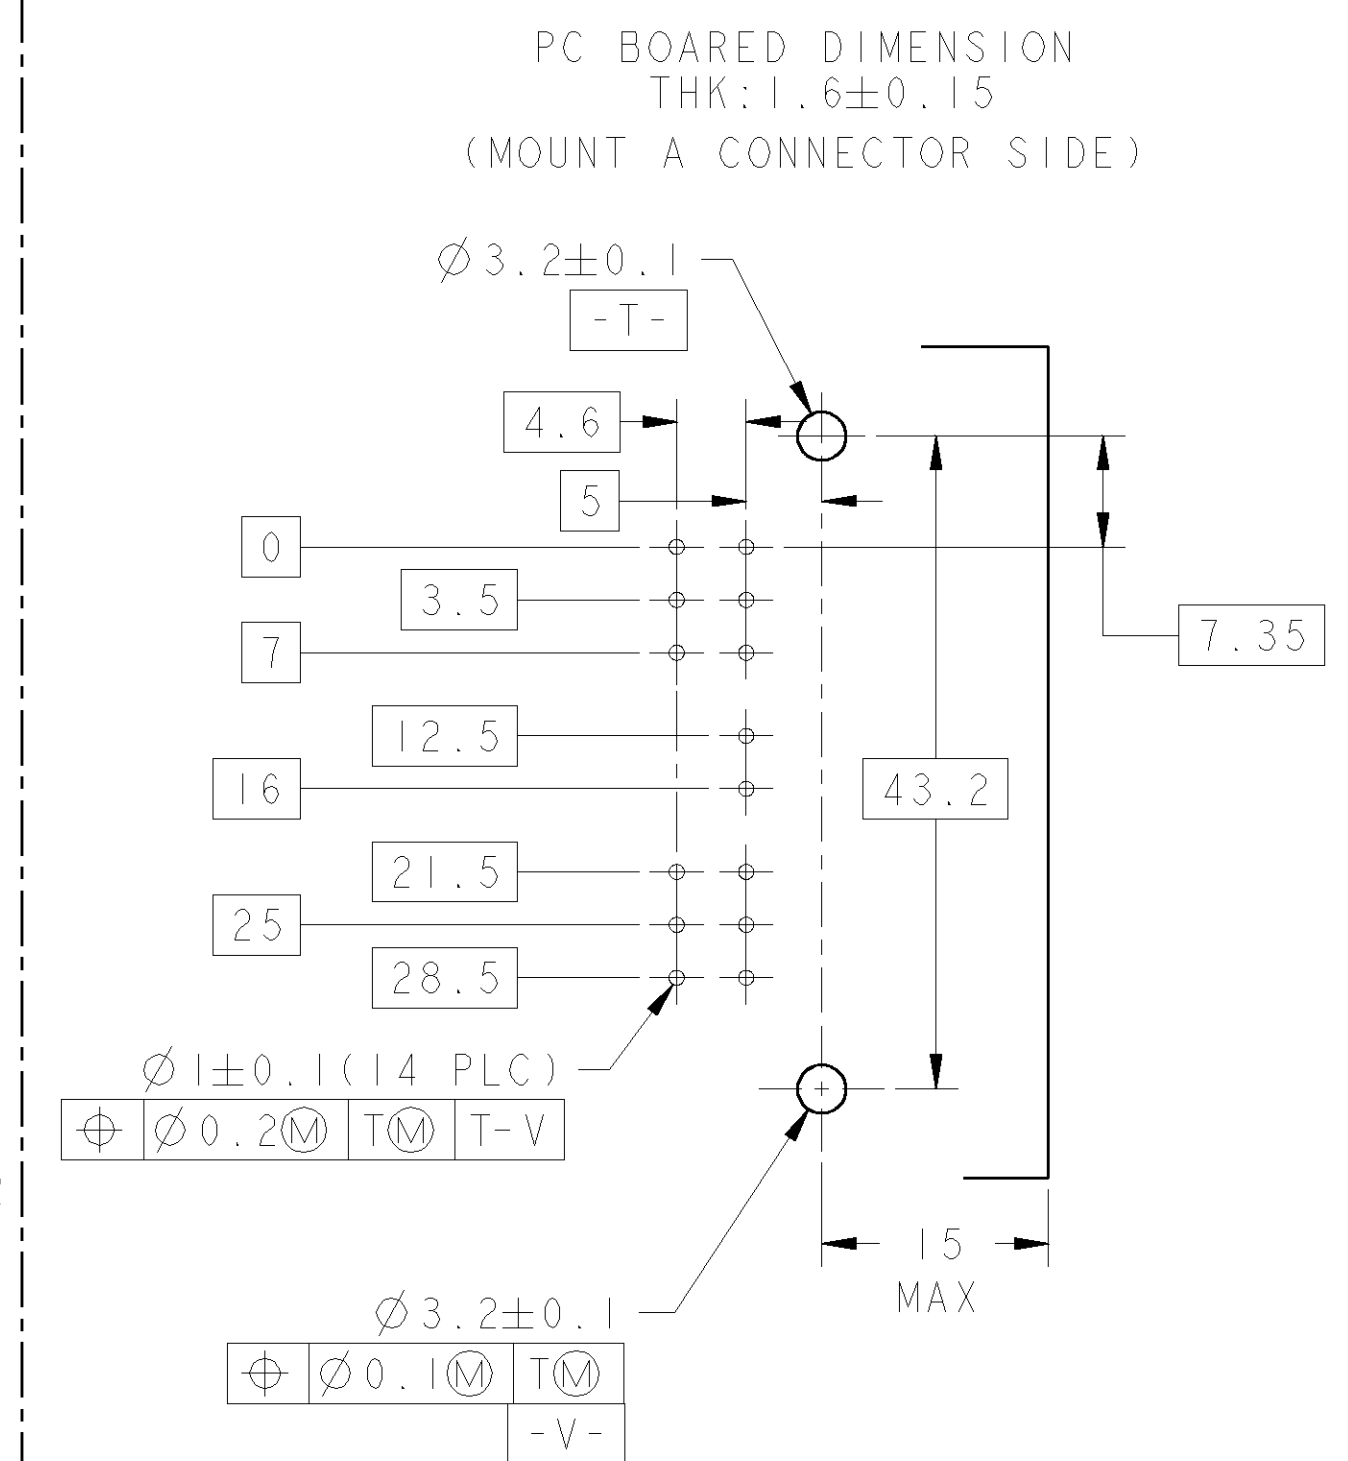 PC BOARED DIMENSION
THK:1.6±0.15
(MOUNT A CONNECTOR SIDE)
Ø3.2±0.1
-T-
4.6
5
0
3.5
7
7.35
12.5
16
43.2
21.5
25
28.5
Ø1±0.1(14 PLC)
⌖ Ø0.2Ⓜ TⓂ T-V
15
MAX
Ø3.2±0.1
⌖ Ø0.1Ⓜ TⓂ
-V-